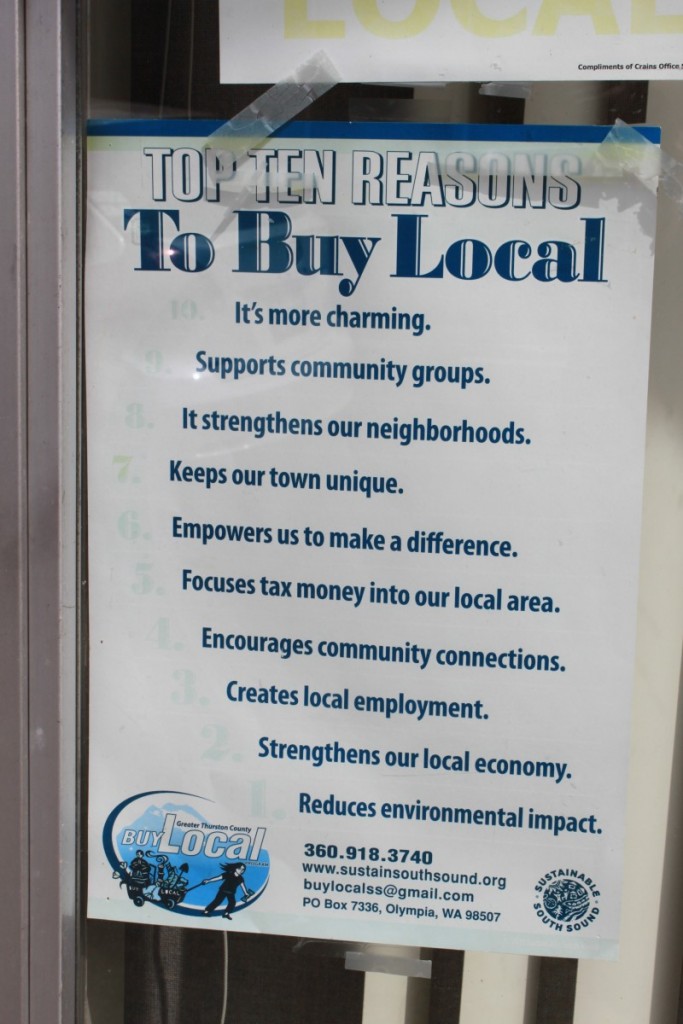 LOCAL
Compliments of Crains Office
TOP TEN REASONS
To Buy Local
10. It's more charming.
9. Supports community groups.
8. It strengthens our neighborhoods.
7. Keeps our town unique.
6. Empowers us to make a difference.
5. Focuses tax money into our local area.
4. Encourages community connections.
3. Creates local employment.
2. Strengthens our local economy.
1. Reduces environmental impact.
Greater Thurston County
BUY Local
360.918.3740
www.sustainsouthsound.org
buylocalss@gmail.com
PO Box 7336, Olympia, WA 98507
SUSTAINABLE
SOUTH SOUND